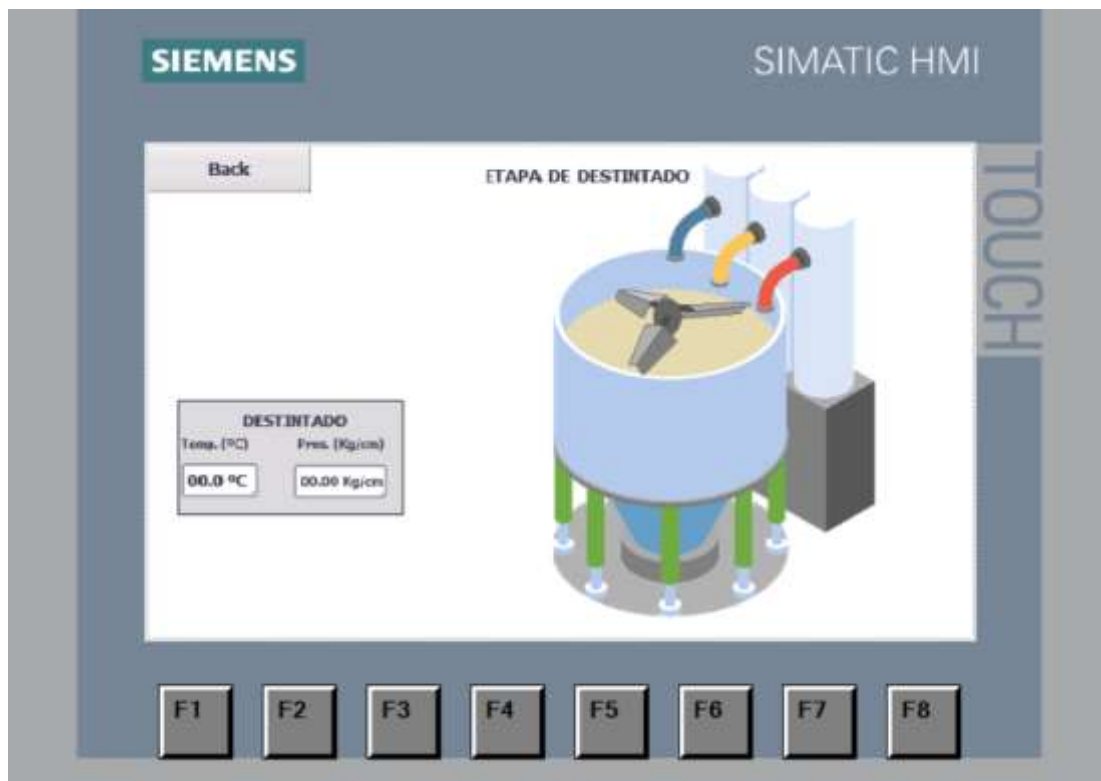 SIEMENS
SIMATIC HMI
TOUCH
Back
ETAPA DE DESTINTADO
DESTINTADO
Temp. (ºC) Pres. (Kg/cm)
00.0 ºC 00.00 Kg/cm
F1 F2 F3 F4 F5 F6 F7 F8